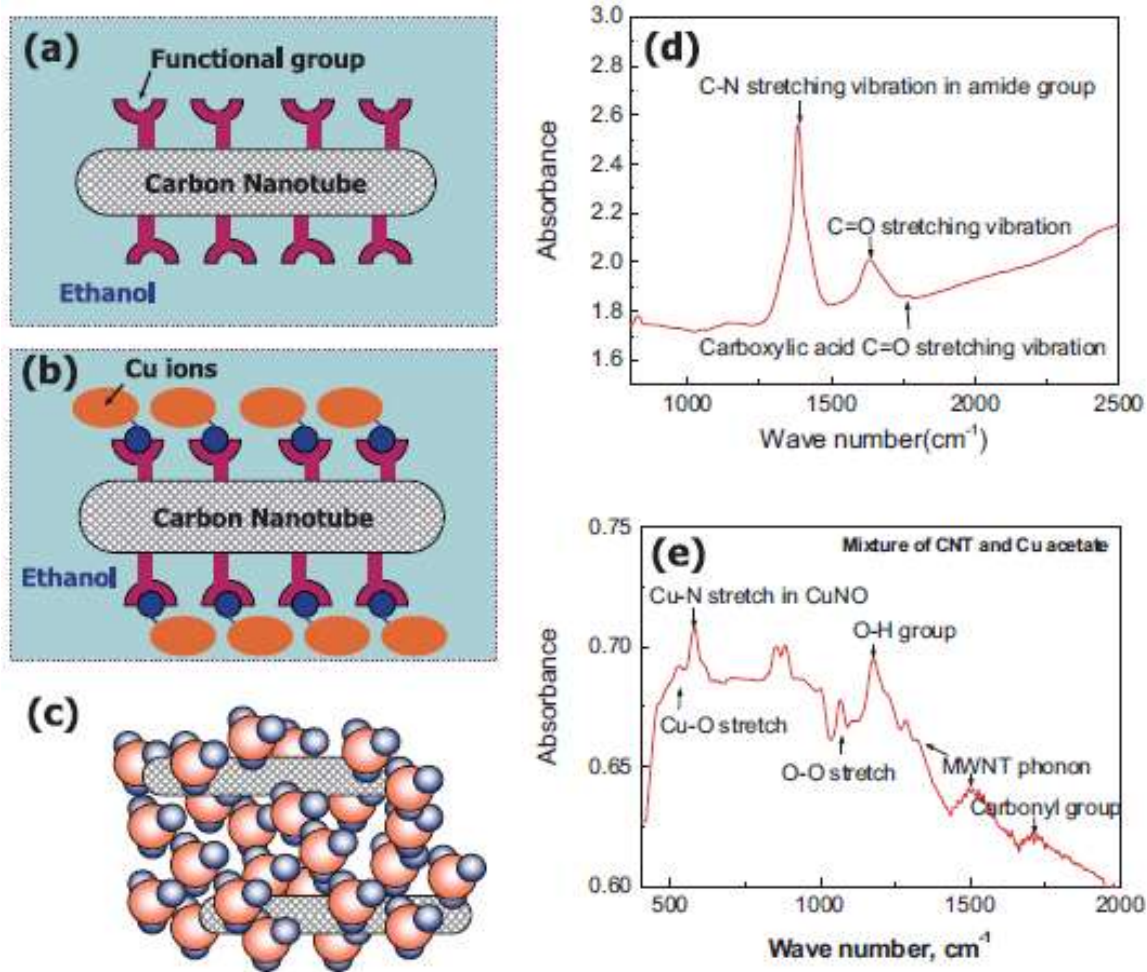 (a)
Functional group
Carbon Nanotube
Ethanol
(b)
Cu ions
Carbon Nanotube
Ethanol
(c)
(d)
3.0
2.8
2.6
2.4
2.2
2.0
1.8
1.6
Absorbance
C-N stretching vibration in amide group
C=O stretching vibration
Carboxylic acid C=O stretching vibration
1000 1500 2000 2500
Wave number(cm⁻¹)
(e)
Mixture of CNT and Cu acetate
0.75
0.70
0.65
0.60
Absorbance
Cu-N stretch in CuNO
O-H group
Cu-O stretch
O-O stretch
MWNT phonon
Carbonyl group
500 1000 1500 2000
Wave number, cm⁻¹